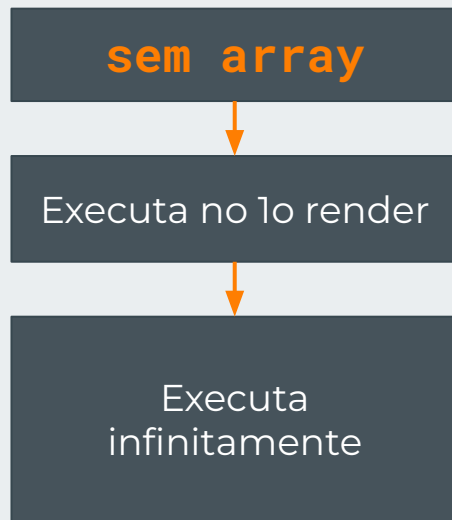 sem array
Executa no 1o render
Executa
infinitamente